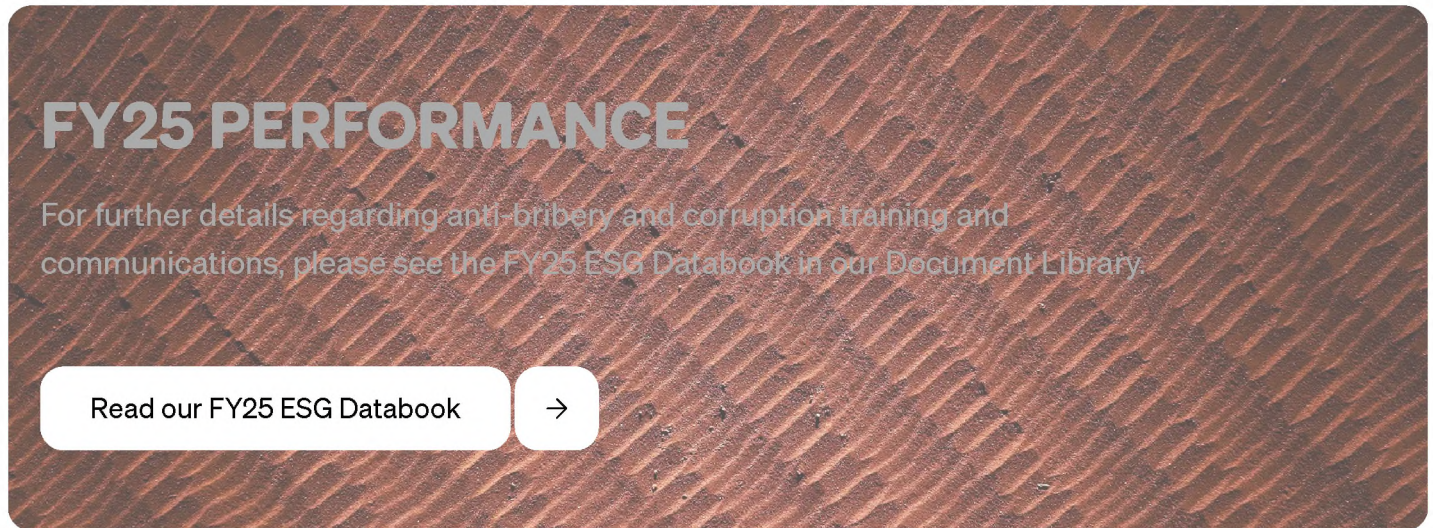 FY25 PERFORMANCE
For further details regarding anti-bribery and corruption training and
communications, please see the FY25 ESG Databook in our Document Library.
Read our FY25 ESG Databook →